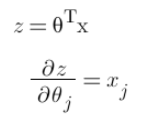 z = θᵀx
∂z/∂θⱼ = xⱼ